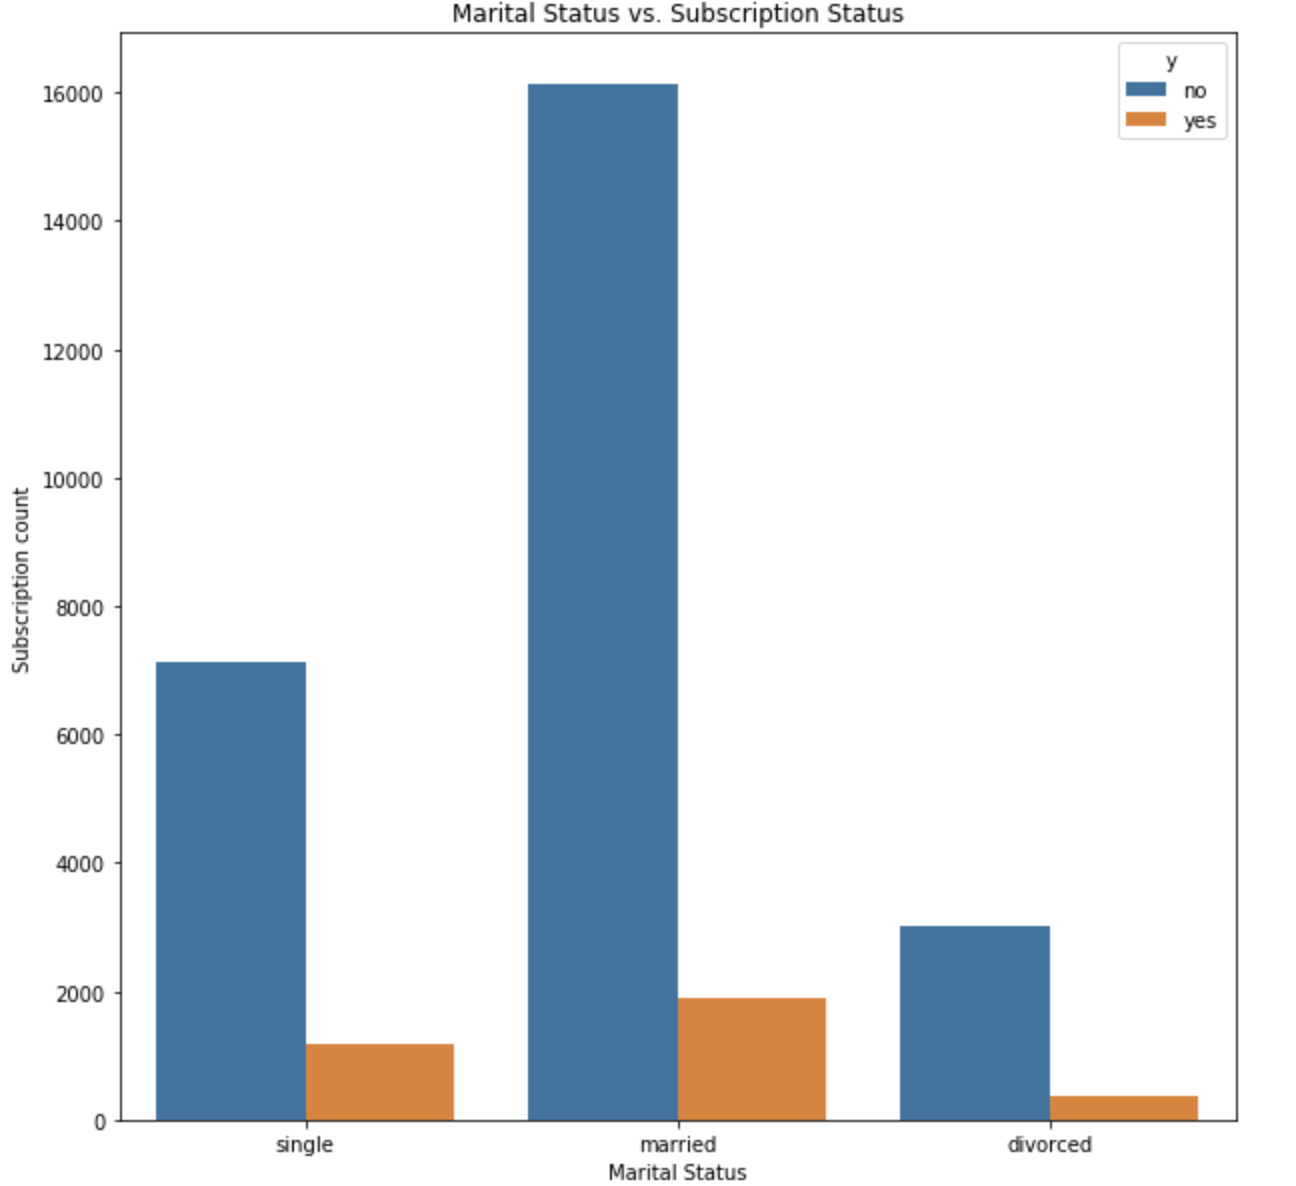 Marital Status vs. Subscription Status
y
no
yes
16000
14000
12000
10000
8000
6000
4000
2000
0
Subscription count
single
married
divorced
Marital Status